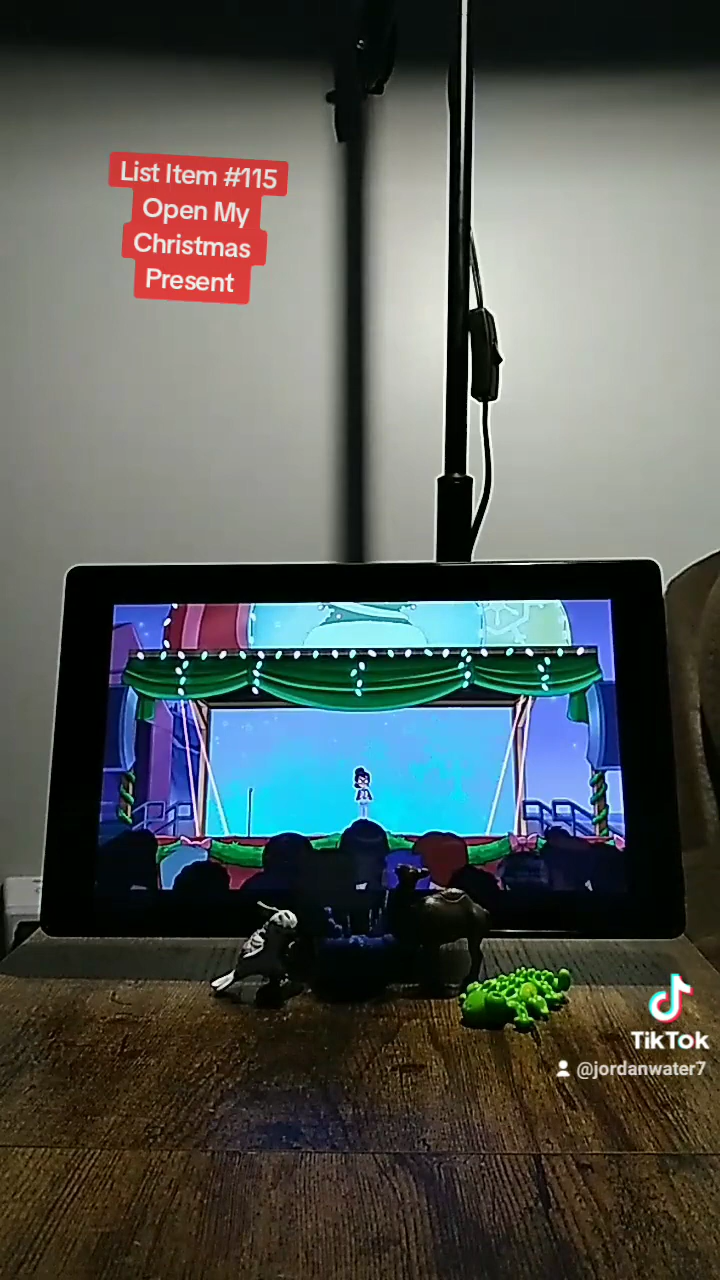 List Item #115
Open My
Christmas
Present
TikTok
@jordanwater7